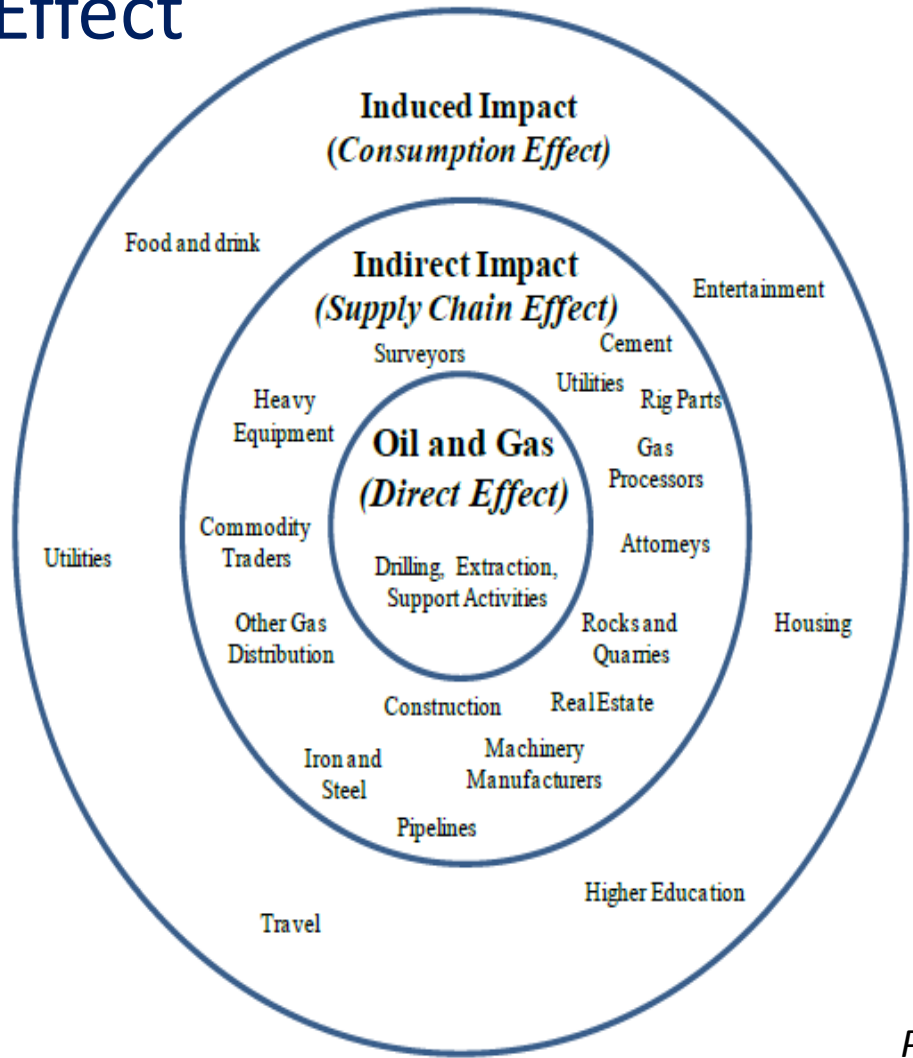 Effect
Induced Impact
(Consumption Effect)
Food and drink
Indirect Impact
(Supply Chain Effect)
Entertainment
Surveyors
Cement
Utilities
Rig Parts
Heavy
Equipment
Oil and Gas
(Direct Effect)
Gas
Processors
Commodity
Traders
Attorneys
Utilities
Drilling, Extraction,
Support Activities
Other Gas
Distribution
Rocks and
Quarries
Housing
Construction
Real Estate
Iron and
Steel
Machinery
Manufacturers
Pipelines
Higher Education
Travel